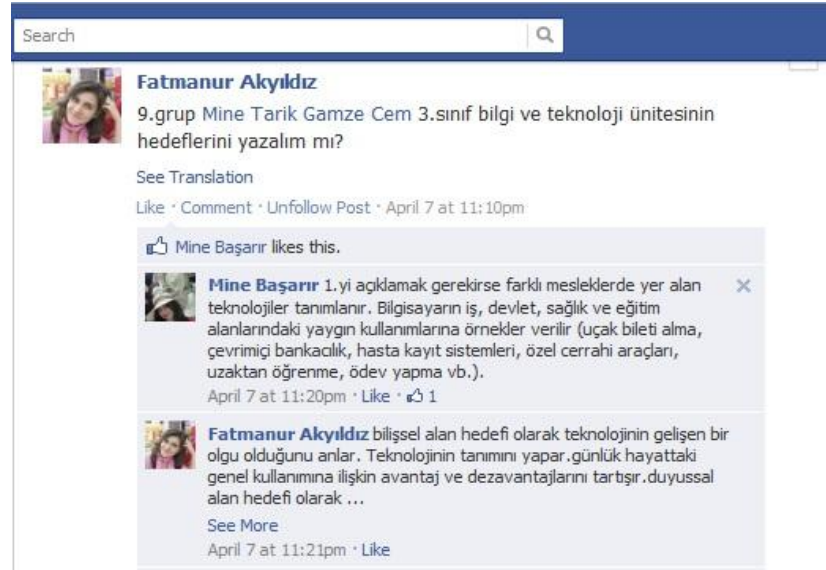 Search
Fatmanur Akyıldız
9.grup Mine Tarik Gamze Cem 3.sınıf bilgi ve teknoloji ünitesinin
hedeflerini yazalım mı?
See Translation
Like · Comment · Unfollow Post · April 7 at 11:10pm
Mine Başarır likes this.
Mine Başarır 1.yi açıklamak gerekirse farklı mesleklerde yer alan
teknolojiler tanımlanır. Bilgisayarın iş, devlet, sağlık ve eğitim
alanlarındaki yaygın kullanımlarına örnekler verilir (uçak bileti alma,
çevrimiçi bankacılık, hasta kayıt sistemleri, özel cerrahi araçları,
uzaktan öğrenme, ödev yapma vb.).
April 7 at 11:20pm · Like · 1
Fatmanur Akyıldız bilişsel alan hedefi olarak teknolojinin gelişen bir
olgu olduğunu anlar. Teknolojinin tanımını yapar.günlük hayattaki
genel kullanımına ilişkin avantaj ve dezavantajlarını tartışır.duyussal
alan hedefi olarak ...
See More
April 7 at 11:21pm · Like